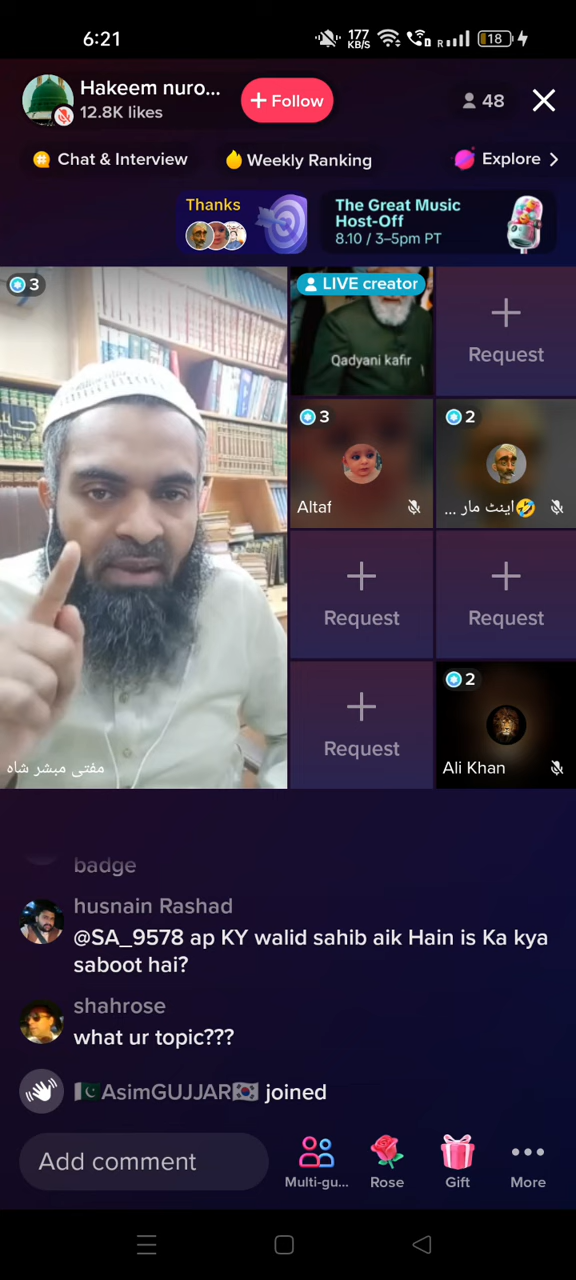 6:21
177
KB/S
R
18
Hakeem nuro...
12.8K likes
+ Follow
48
Chat & Interview
Weekly Ranking
Explore >
Thanks
The Great Music
Host-Off
8.10 / 3–5pm PT
3
LIVE creator
Qadyani kafir
Request
3
Altaf
2
🤣اینٹ مار ...
Request
Request
Request
2
Ali Khan
مفتی مبشر شاہ
badge
husnain Rashad
@SA_9578 ap KY walid sahib aik Hain is Ka kya
saboot hai?
shahrose
what ur topic???
🇵🇰AsimGUJJAR🇰🇷 joined
Add comment
Multi-gu...
Rose
Gift
More